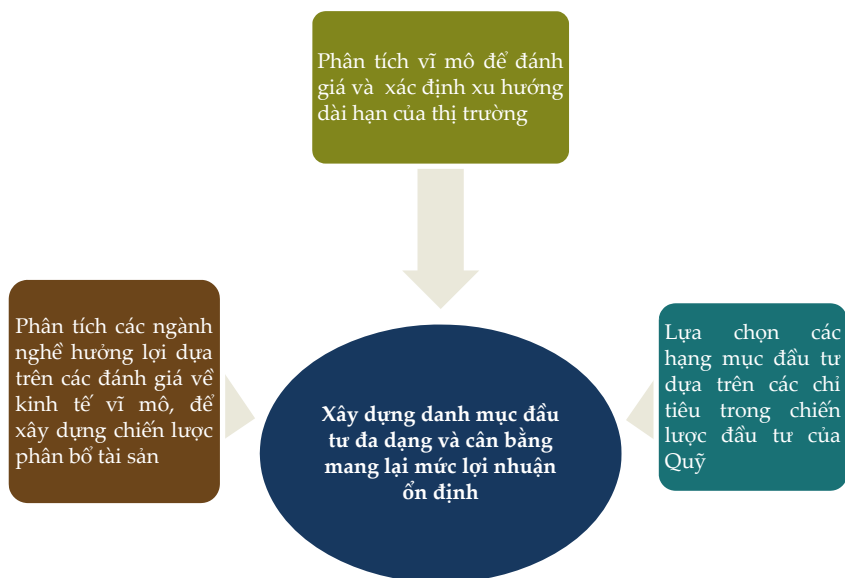 Phân tích vĩ mô để đánh
giá và xác định xu hướng
dài hạn của thị trường
Phân tích các ngành
nghề hưởng lợi dựa
trên các đánh giá về
kinh tế vĩ mô, để
xây dựng chiến lược
phân bổ tài sản
Xây dựng danh mục đầu
tư đa dạng và cân bằng
mang lại mức lợi nhuận
ổn định
Lựa chọn các
hạng mục đầu tư
dựa trên các chỉ
tiêu trong chiến
lược đầu tư của
Quỹ